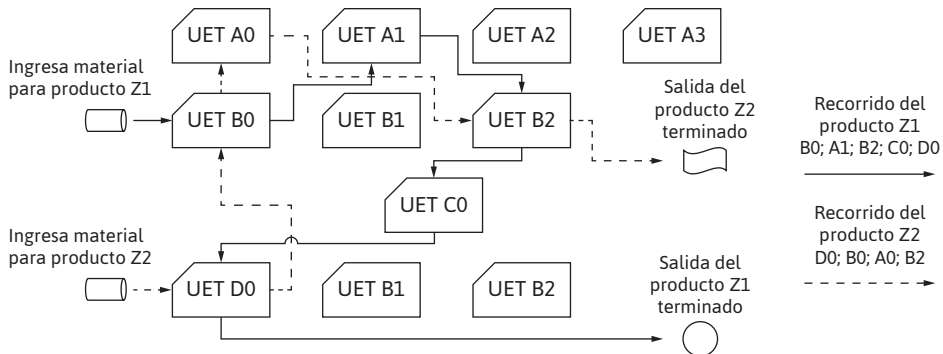 UET A0
UET A1
UET A2
UET A3
Ingresa material
para producto Z1
UET B0
UET B1
UET B2
Salida del
producto Z2
terminado
Recorrido del
producto Z1
B0; A1; B2; C0; D0
UET C0
Recorrido del
producto Z2
D0; B0; A0; B2
Ingresa material
para producto Z2
UET D0
UET B1
UET B2
Salida del
producto Z1
terminado